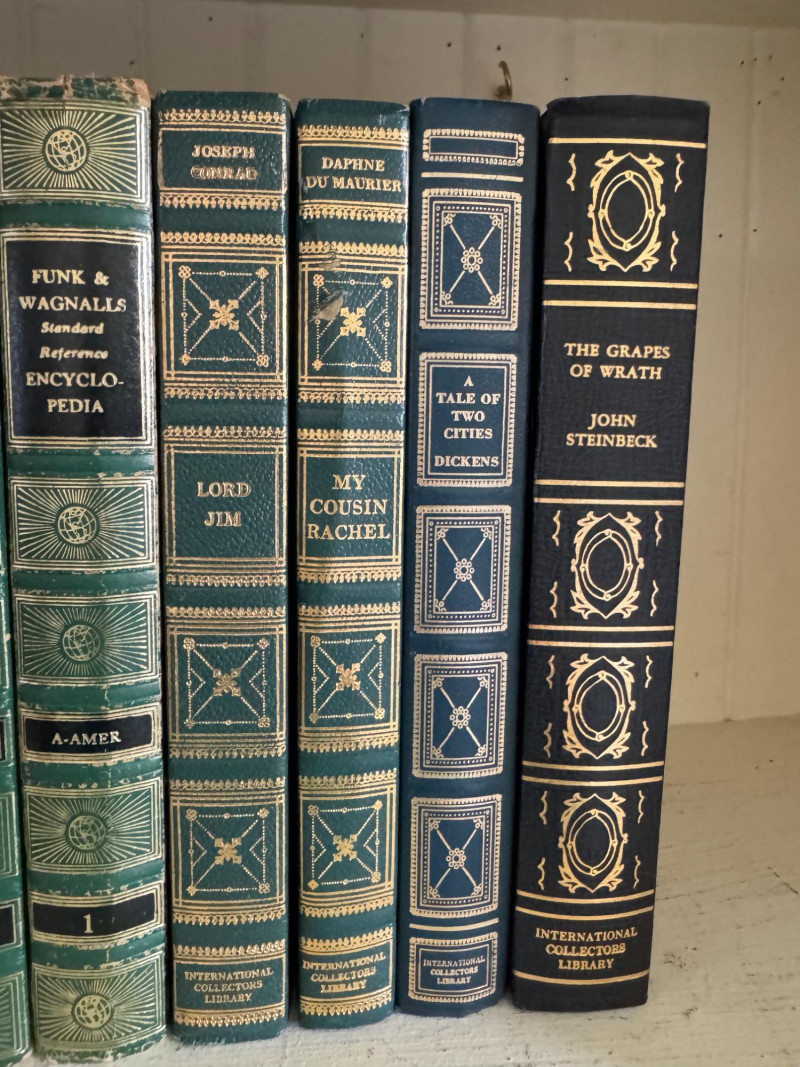 FUNK &
WAGNALLS
Standard
Reference
ENCYCLO-
PEDIA
A-AMER
1
JOSEPH
CONRAD
LORD
JIM
INTERNATIONAL
COLLECTORS
LIBRARY
DAPHNE
DU MAURIER
MY
COUSIN
RACHEL
INTERNATIONAL
COLLECTORS
LIBRARY
A
TALE OF
TWO
CITIES
DICKENS
INTERNATIONAL
COLLECTORS
LIBRARY
THE GRAPES
OF WRATH
JOHN
STEINBECK
INTERNATIONAL
COLLECTORS
LIBRARY